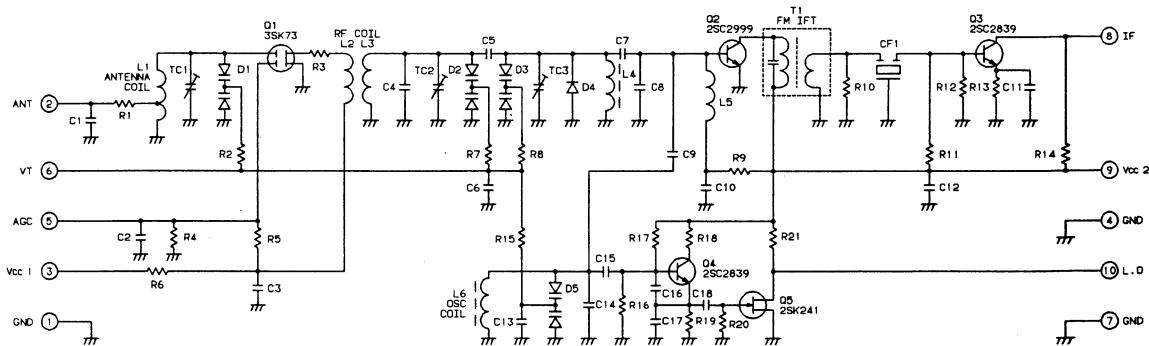 T1
FM IFT
Q1
3SK73
Q2
2SC2999
Q3
2SC2839
RF COIL
L2 L3
C5
C7
CF1
8 IF
L1
ANTENNA
COIL
TC1
D1
R3
C4
TC2
D2
D3
TC3
D4
L4
C8
L5
R10
R12
R13
C11
ANT 2
C1
R1
R2
R7
R8
C9
R9
R11
R14
VT 6
C6
C10
C12
9 Vcc 2
AGC 5
C2
R4
R5
R15
R17
R18
R21
4 GND
Vcc 1 3
R6
C3
C15
Q4
2SC2839
10 L.O
L6
OSC
COIL
C13
D5
C14
R16
C16
C17
C18
R19
R20
Q5
2SK241
GND 1
7 GND